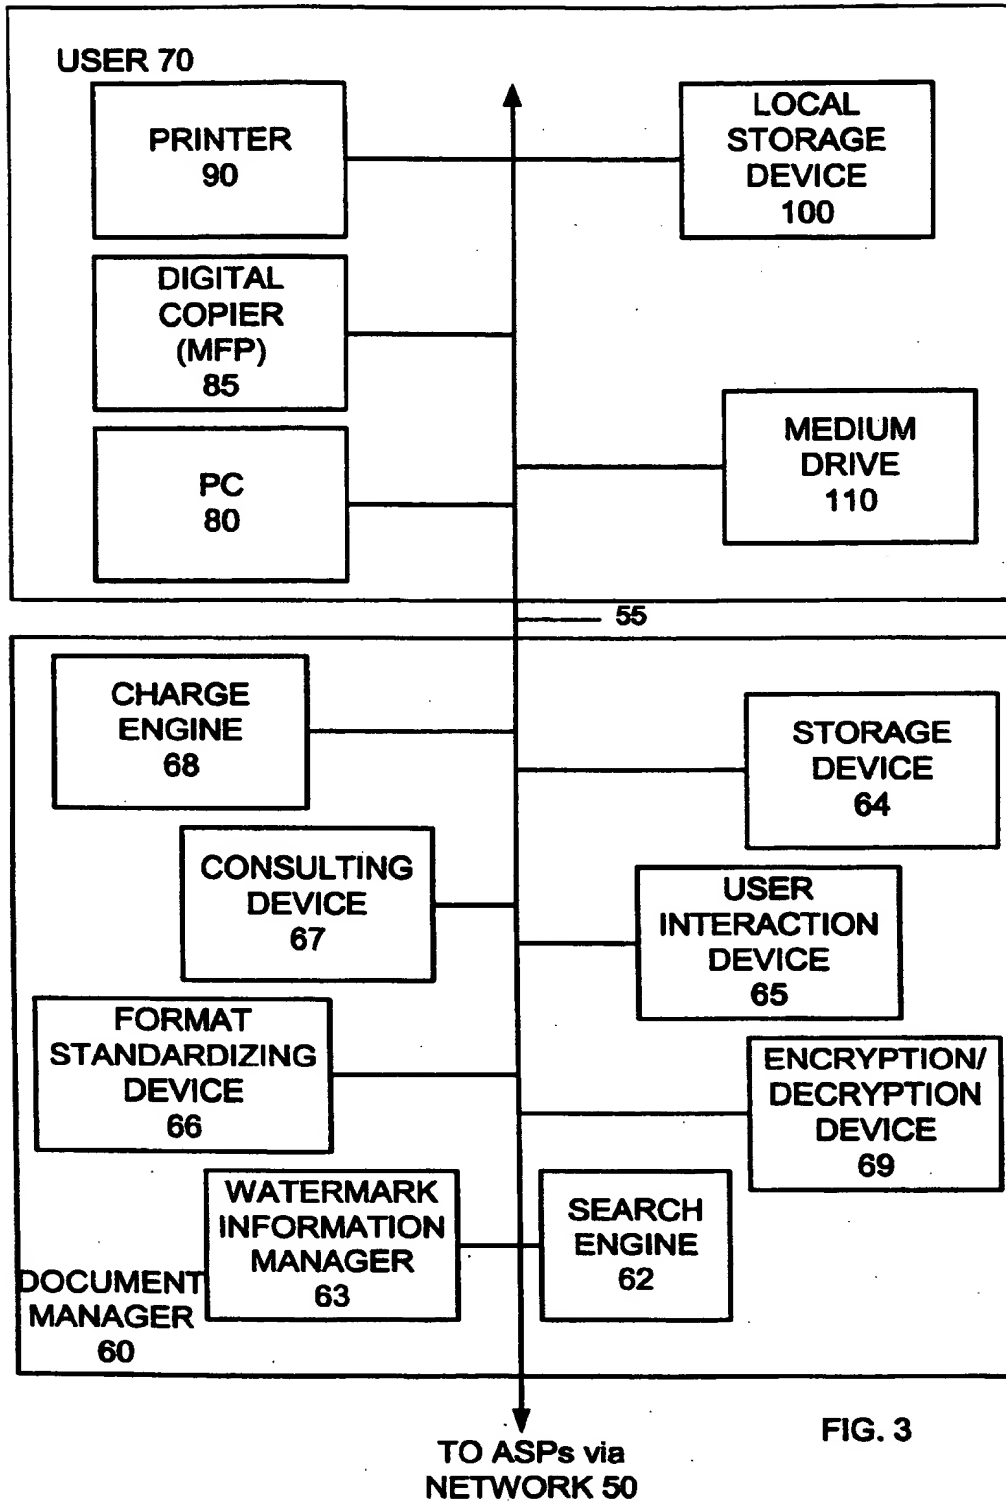 USER 70
PRINTER
90
LOCAL
STORAGE
DEVICE
100
DIGITAL
COPIER
(MFP)
85
MEDIUM
DRIVE
110
PC
80
55
CHARGE
ENGINE
68
STORAGE
DEVICE
64
CONSULTING
DEVICE
67
USER
INTERACTION
DEVICE
65
FORMAT
STANDARDIZING
DEVICE
66
ENCRYPTION/
DECRYPTION
DEVICE
69
WATERMARK
INFORMATION
MANAGER
63
SEARCH
ENGINE
62
DOCUMENT
MANAGER
60
TO ASPs via
NETWORK 50
FIG. 3